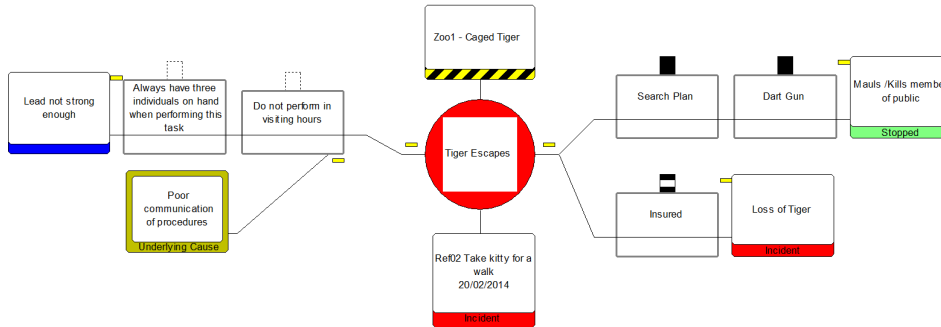 Zoo1 - Caged Tiger
Lead not strong
enough
Always have three
individuals on hand
when performing this
task
Do not perform in
visiting hours
Tiger Escapes
Search Plan
Dart Gun
Mauls /Kills member
of public
Stopped
Poor
communication
of procedures
Underlying Cause
Ref02 Take kitty for a
walk
20/02/2014
Incident
Insured
Loss of Tiger
Incident